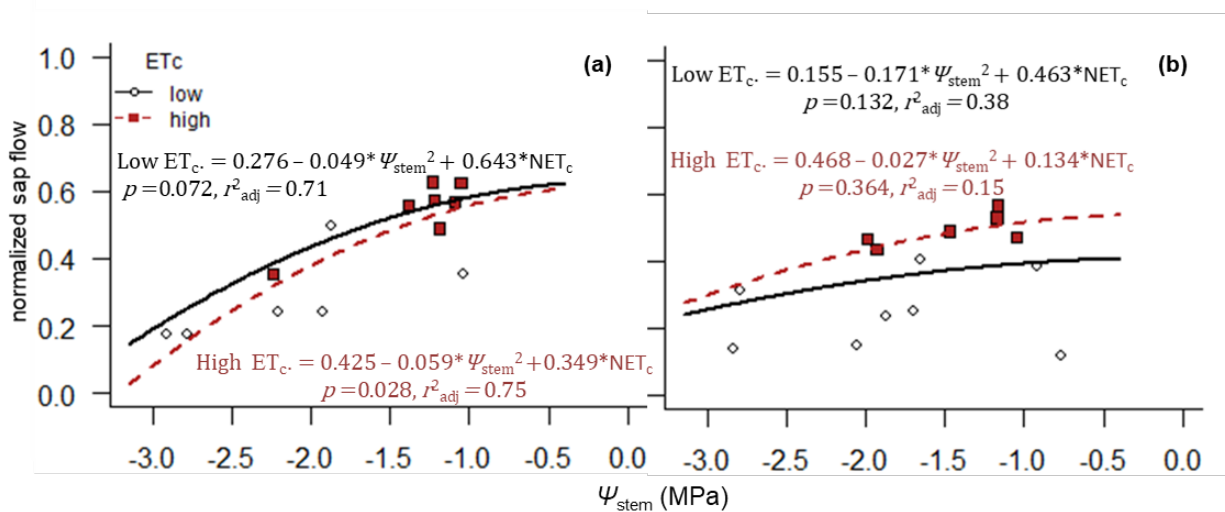 normalized sap flow
1.0
0.8
0.6
0.4
0.2
0.0
ETc
low
high
(a)
Low ETc. = 0.276 – 0.049* Ψstem² + 0.643*NETc
p=0.072, r²adj = 0.71
High ETc. = 0.425 – 0.059* Ψstem² +0.349*NETc
p=0.028, r²adj = 0.75
-3.0 -2.5 -2.0 -1.5 -1.0 -0.5 0.0
(b)
Low ETc. = 0.155 – 0.171* Ψstem² + 0.463*NETc
p=0.132, r²adj = 0.38
High ETc. = 0.468 – 0.027* Ψstem² + 0.134*NETc
p=0.364, r²adj = 0.15
-3.0 -2.5 -2.0 -1.5 -1.0 -0.5 0.0
Ψstem (MPa)